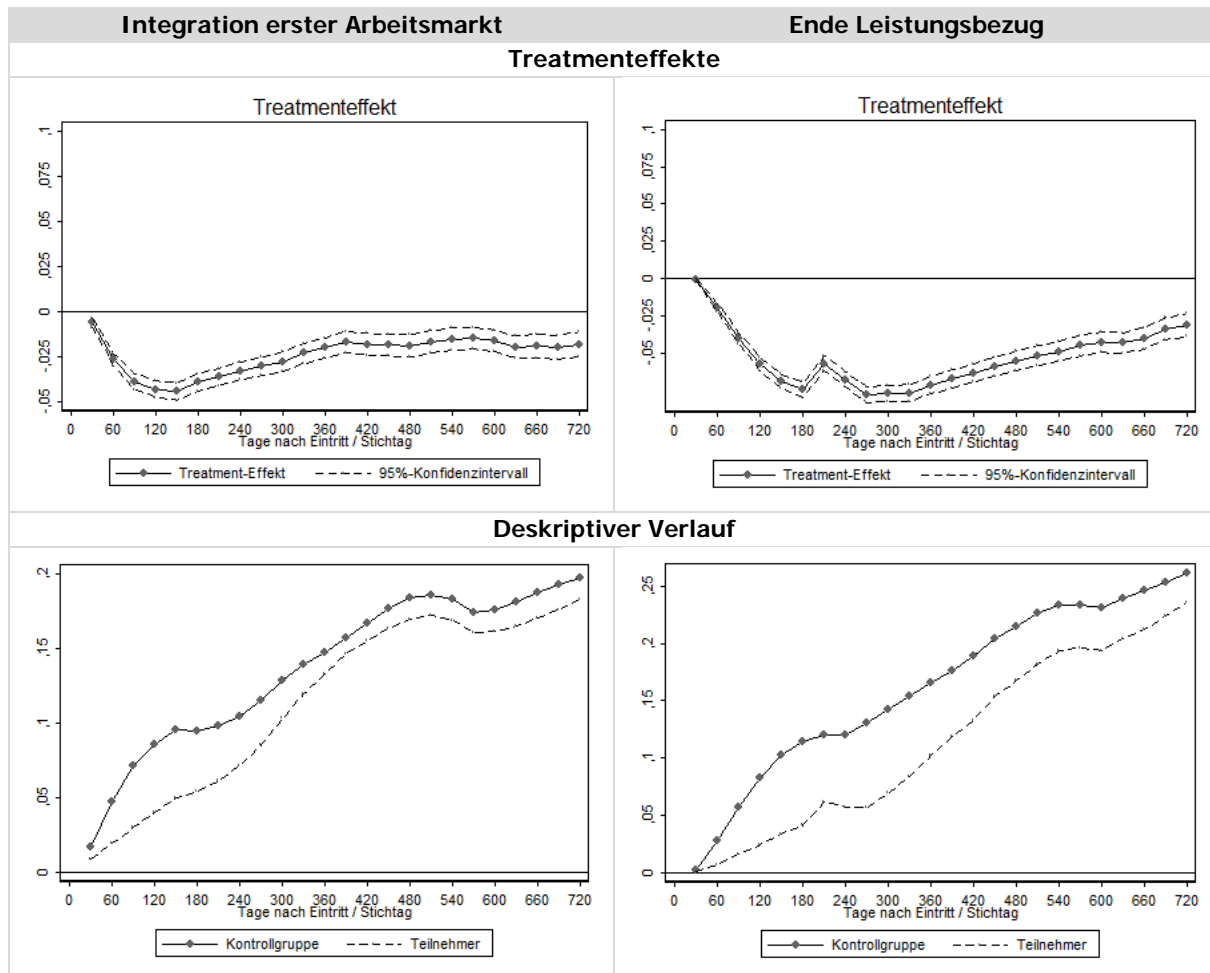 Integration erster Arbeitsmarkt
Ende Leistungsbezug
Treatmenteffekte
Treatmenteffekt
,1
,075
,05
,025
0
-,025
-,05
0 60 120 180 240 300 360 420 480 540 600 660 720
Tage nach Eintritt / Stichtag
Treatment-Effekt 95%-Konfidenzintervall
Treatmenteffekt
,1
,075
,05
,025
0
-,025
-,05
0 60 120 180 240 300 360 420 480 540 600 660 720
Tage nach Eintritt / Stichtag
Treatment-Effekt 95%-Konfidenzintervall
Deskriptiver Verlauf
,2
,15
,1
,05
0
0 60 120 180 240 300 360 420 480 540 600 660 720
Tage nach Eintritt / Stichtag
Kontrollgruppe Teilnehmer
,25
,2
,15
,1
,05
0
0 60 120 180 240 300 360 420 480 540 600 660 720
Tage nach Eintritt / Stichtag
Kontrollgruppe Teilnehmer